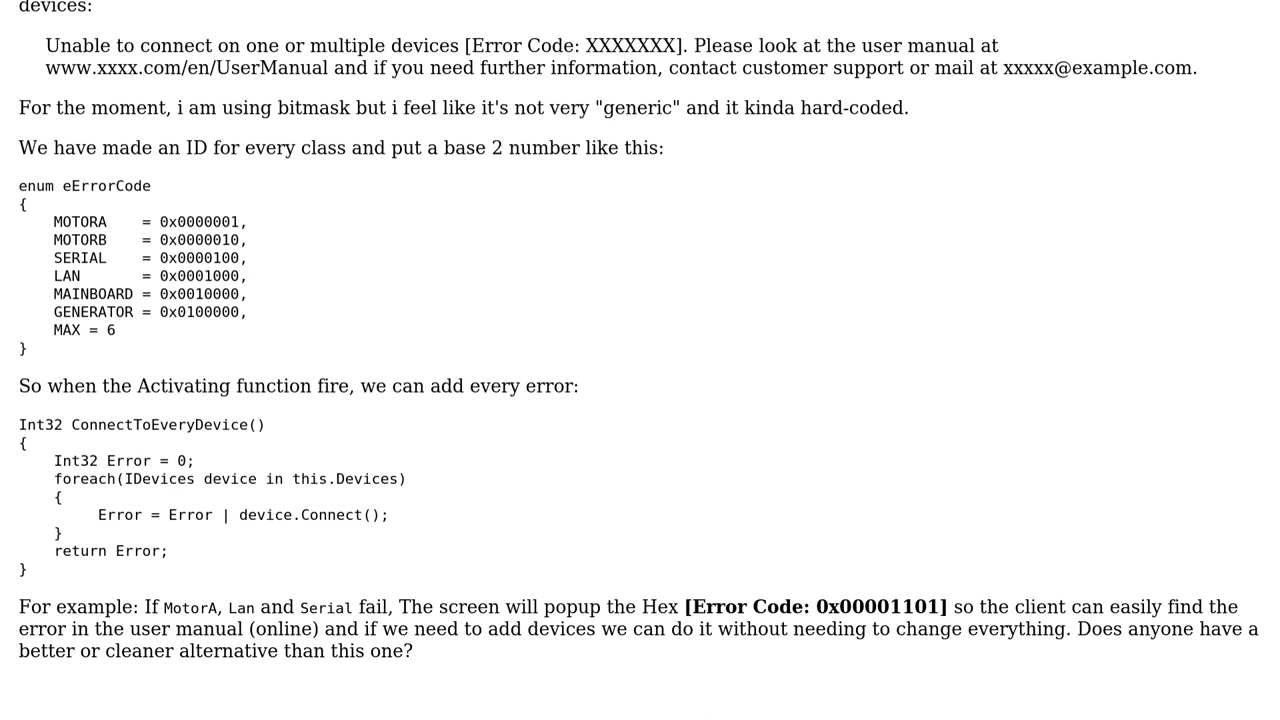 devices:
Unable to connect on one or multiple devices [Error Code: XXXXXXX]. Please look at the user manual at
www.xxxx.com/en/UserManual and if you need further information, contact customer support or mail at xxxxx@example.com.
For the moment, i am using bitmask but i feel like it's not very "generic" and it kinda hard-coded.
We have made an ID for every class and put a base 2 number like this:
enum eErrorCode
{
    MOTORA    = 0x0000001,
    MOTORB    = 0x0000010,
    SERIAL    = 0x0000100,
    LAN       = 0x0001000,
    MAINBOARD = 0x0010000,
    GENERATOR = 0x0100000,
    MAX = 6
}
So when the Activating function fire, we can add every error:
Int32 ConnectToEveryDevice()
{
    Int32 Error = 0;
    foreach(IDevices device in this.Devices)
    {
         Error = Error | device.Connect();
    }
    return Error;
}
For example: If MotorA, Lan and Serial fail, The screen will popup the Hex [Error Code: 0x00001101] so the client can easily find the
error in the user manual (online) and if we need to add devices we can do it without needing to change everything. Does anyone have a
better or cleaner alternative than this one?